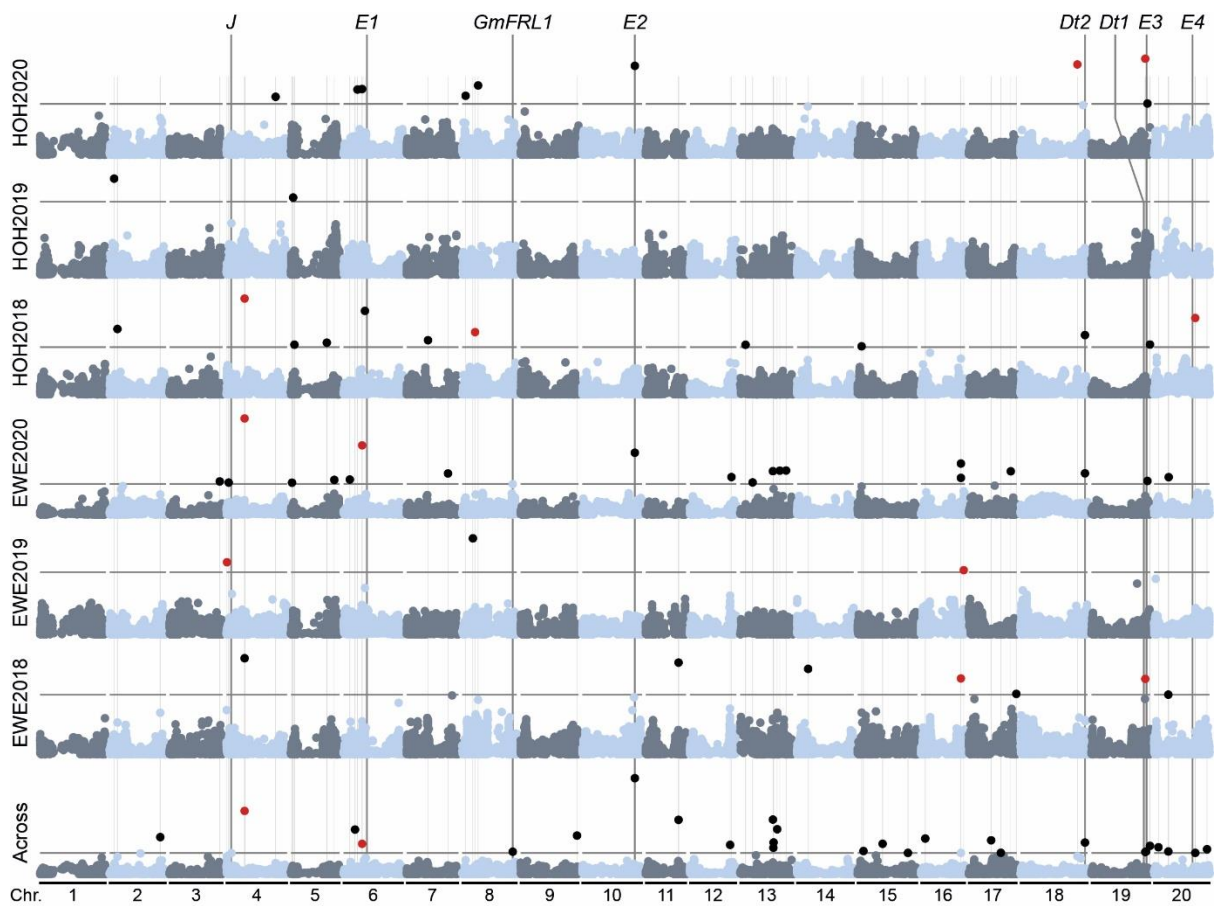 J E1 GmFRL1 E2 Dt2 Dt1 E3 E4
HOH2020
HOH2019
HOH2018
EWE2020
EWE2019
EWE2018
Across
Chr. 1 2 3 4 5 6 7 8 9 10 11 12 13 14 15 16 17 18 19 20